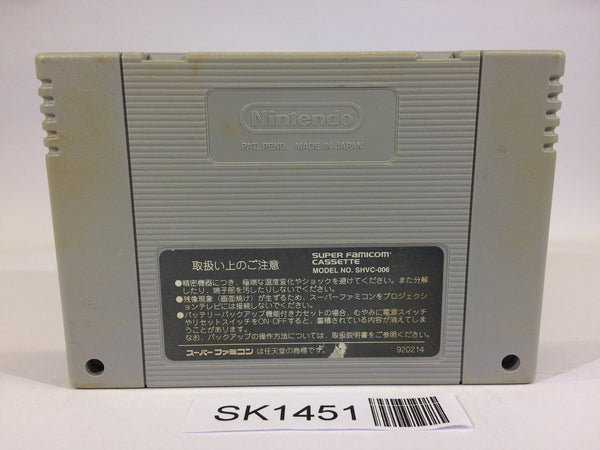 Nintendo
PAT. PEND. MADE IN JAPAN
取扱い上のご注意
SUPER FAMICOM
CASSETTE
MODEL NO. SHVC-006
●精密機器につき、極端な温度変化やショックを避けてください。また分解
したり、端子部を汚したりしないでください。
●残像現象（画面焼け）が生ずるため、スーパーファミコンをプロジェクシ
ョンテレビには接続しないでください。
●バッテリーバックアップ機能付きカセットの場合、むやみに電源スイッチ
やリセットスイッチをON・OFFすると、蓄積されている内容が消えてしま
うことがあります。
なお、バックアップの操作方法については、取扱説明書をご参照ください。
スーパーファミコン は任天堂の商標で
920214
SK1451